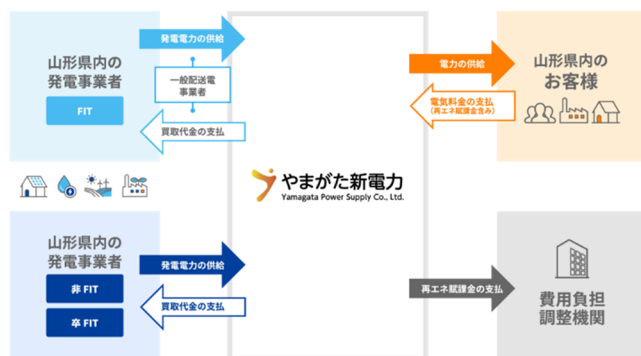 山形県内の
発電事業者
FIT
発電電力の供給
一般配送電
事業者
買取代金の支払
山形県内の
発電事業者
非 FIT
卒 FIT
発電電力の供給
買取代金の支払
やまがた新電力
Yamagata Power Supply Co., Ltd.
電力の供給
電気料金の支払
(再エネ賦課金含み)
山形県内の
お客様
再エネ賦課金の支払
費用負担
調整機関